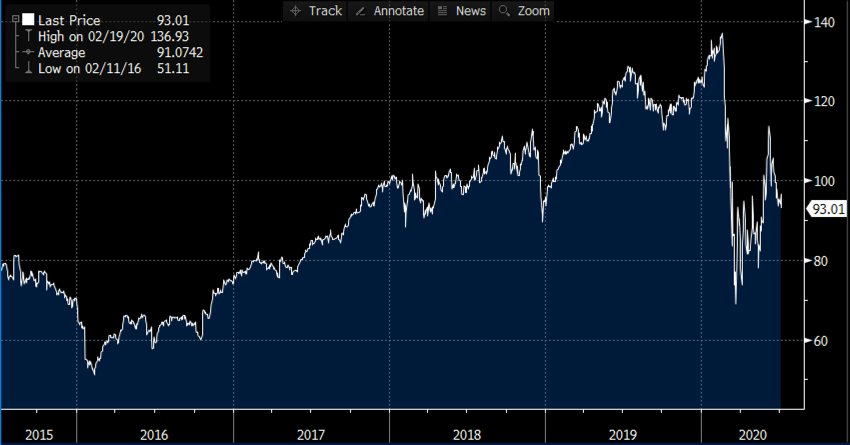 Track Annotate News Zoom
Last Price 93.01
High on 02/19/20 136.93
Average 91.0742
Low on 02/11/16 51.11
140
120
100
93.01
80
60
2015 2016 2017 2018 2019 2020